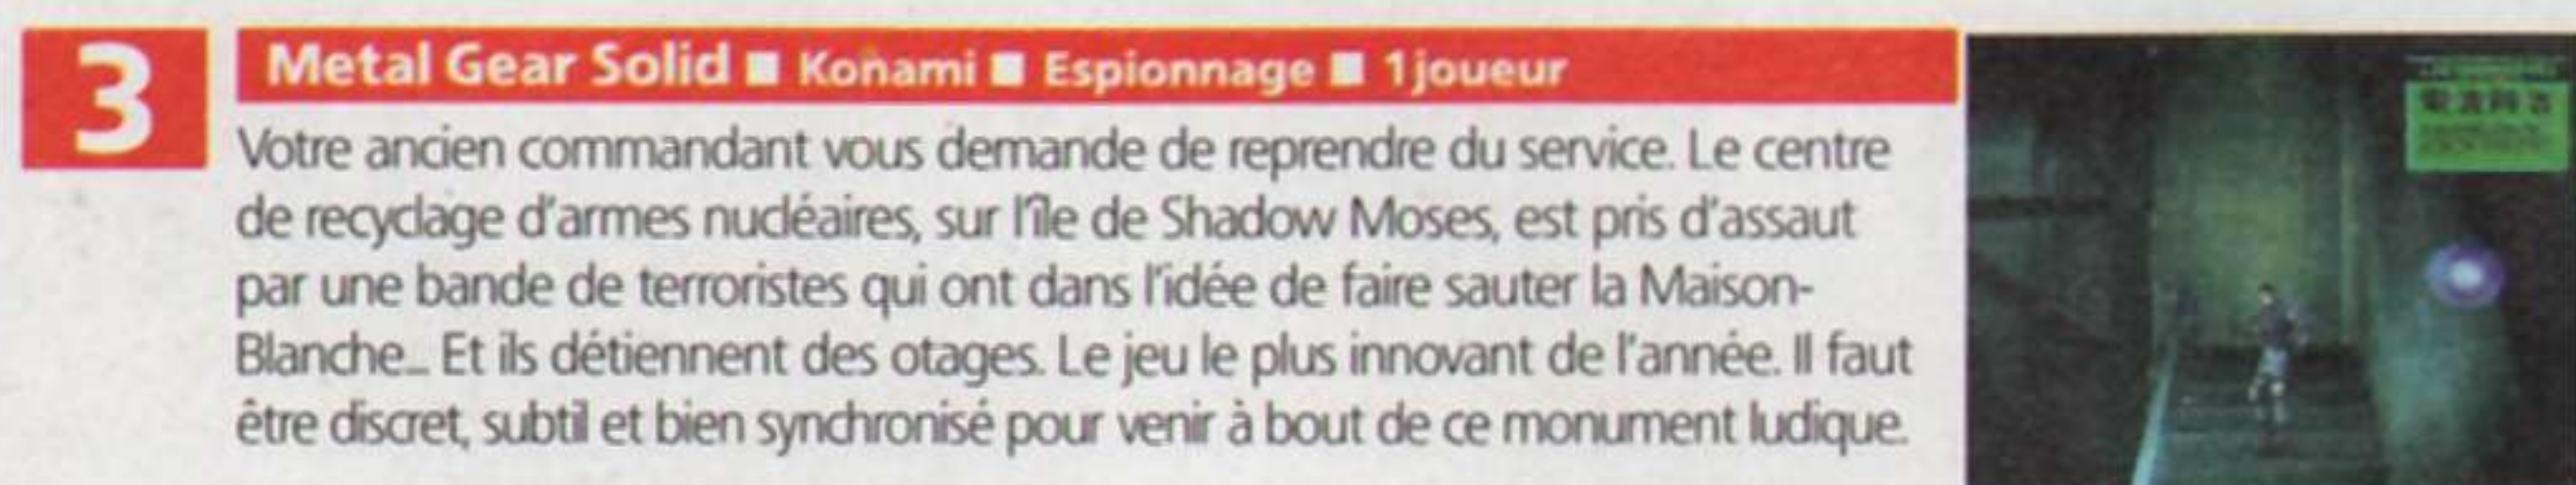 3
Metal Gear Solid ■ Konami ■ Espionnage ■ 1 joueur
Votre ancien commandant vous demande de reprendre du service. Le centre
de recyclage d'armes nucléaires, sur l'île de Shadow Moses, est pris d'assaut
par une bande de terroristes qui ont dans l'idée de faire sauter la Maison-
Blanche... Et ils détiennent des otages. Le jeu le plus innovant de l'année. Il faut
être discret, subtil et bien synchronisé pour venir à bout de ce monument ludique.